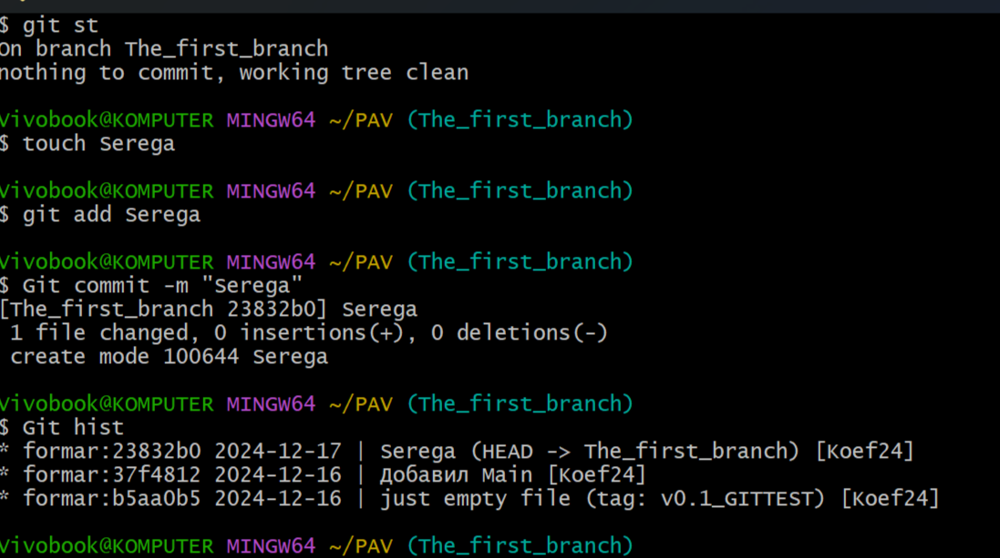 $ git st
On branch The_first_branch
nothing to commit, working tree clean
Vivobook@KOMPUTER MINGW64 ~/PAV (The_first_branch)
$ touch Serega
Vivobook@KOMPUTER MINGW64 ~/PAV (The_first_branch)
$ git add Serega
Vivobook@KOMPUTER MINGW64 ~/PAV (The_first_branch)
$ Git commit -m "Serega"
[The_first_branch 23832b0] Serega
 1 file changed, 0 insertions(+), 0 deletions(-)
 create mode 100644 Serega
Vivobook@KOMPUTER MINGW64 ~/PAV (The_first_branch)
$ Git hist
* formar:23832b0 2024-12-17 | Serega (HEAD -> The_first_branch) [Koef24]
* formar:37f4812 2024-12-16 | Добавил Main [Koef24]
* formar:b5aa0b5 2024-12-16 | just empty file (tag: v0.1_GITTEST) [Koef24]
Vivobook@KOMPUTER MINGW64 ~/PAV (The_first_branch)